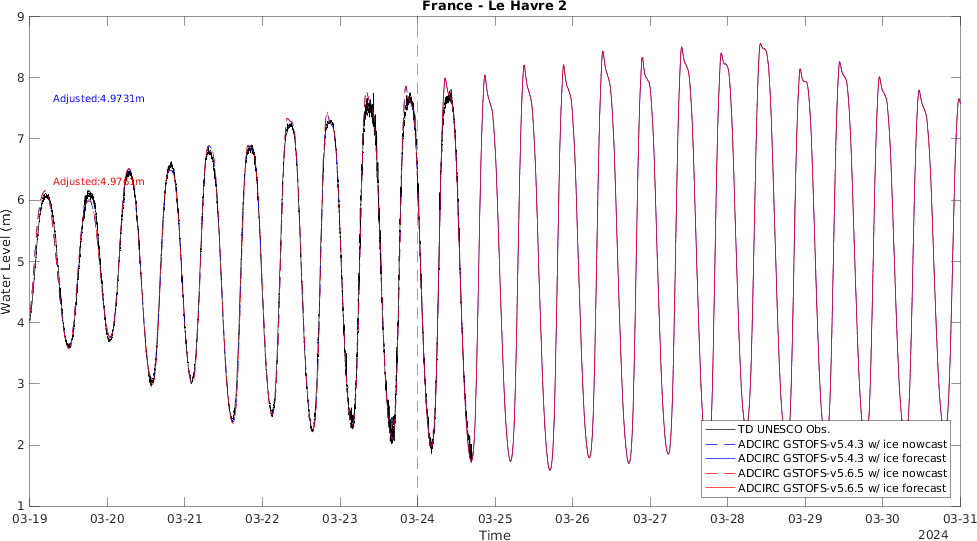 France - Le Havre 2
9
8
7
6
5
4
3
2
1
Water Level (m)
Adjusted:4.9731m
Adjusted:4.9761m
TD UNESCO Obs.
ADCIRC GSTOFS-v5.4.3 w/ ice nowcast
ADCIRC GSTOFS-v5.4.3 w/ ice forecast
ADCIRC GSTOFS-v5.6.5 w/ ice nowcast
ADCIRC GSTOFS-v5.6.5 w/ ice forecast
03-19 03-20 03-21 03-22 03-23 03-24 03-25 03-26 03-27 03-28 03-29 03-30 03-31
Time
2024